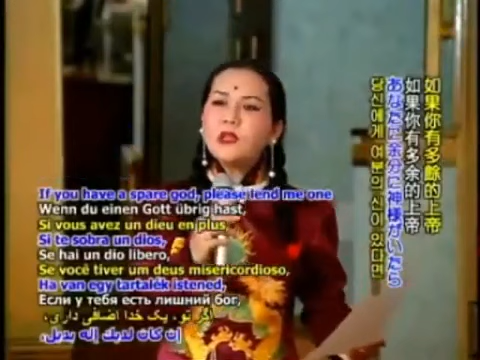 如果你有多餘的上帝
如果你有多余的上帝
あなたに余分に神様がいたら
당신에게 여분의 신이 있다면
If you have a spare god, please lend me one
Wenn du einen Gott übrig hast,
Si vous avez un dieu en plus,
Si te sobra un dios,
Se hai un dio libero,
Se você tiver um deus misericordioso,
Ha van egy tartalék istened,
Если у тебя есть лишний бог,
اگر تو، یک خدا اضافی داری،
إن كان لديك إله بديل،